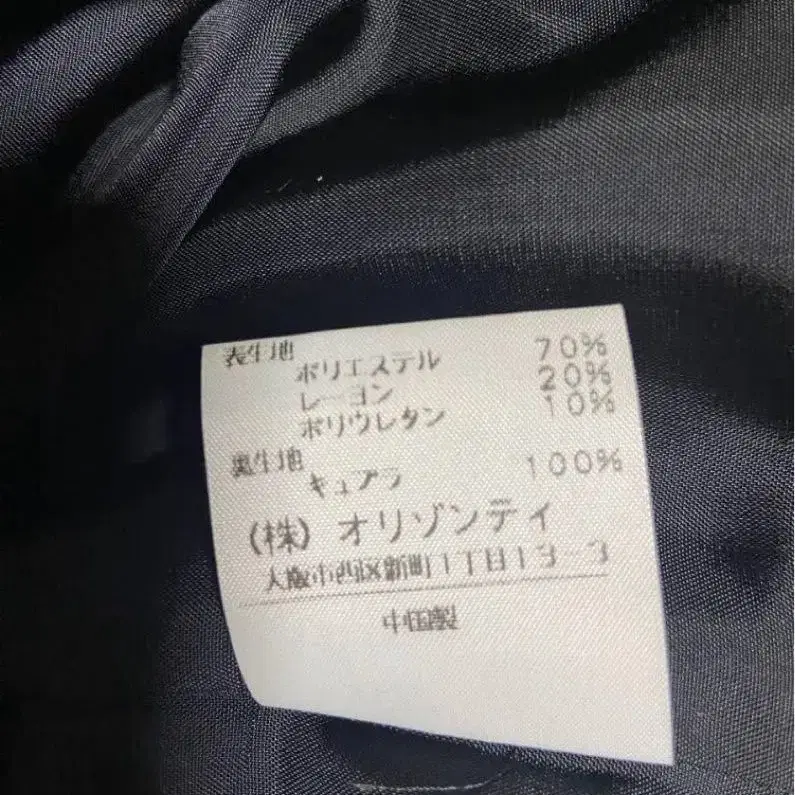 表生地
ポリエステル 70%
レーヨン 20%
ポリウレタン 10%
裏生地
キュプラ 100%
(株) オリゾンティ
大阪市西区新町1丁目13-3
中国製